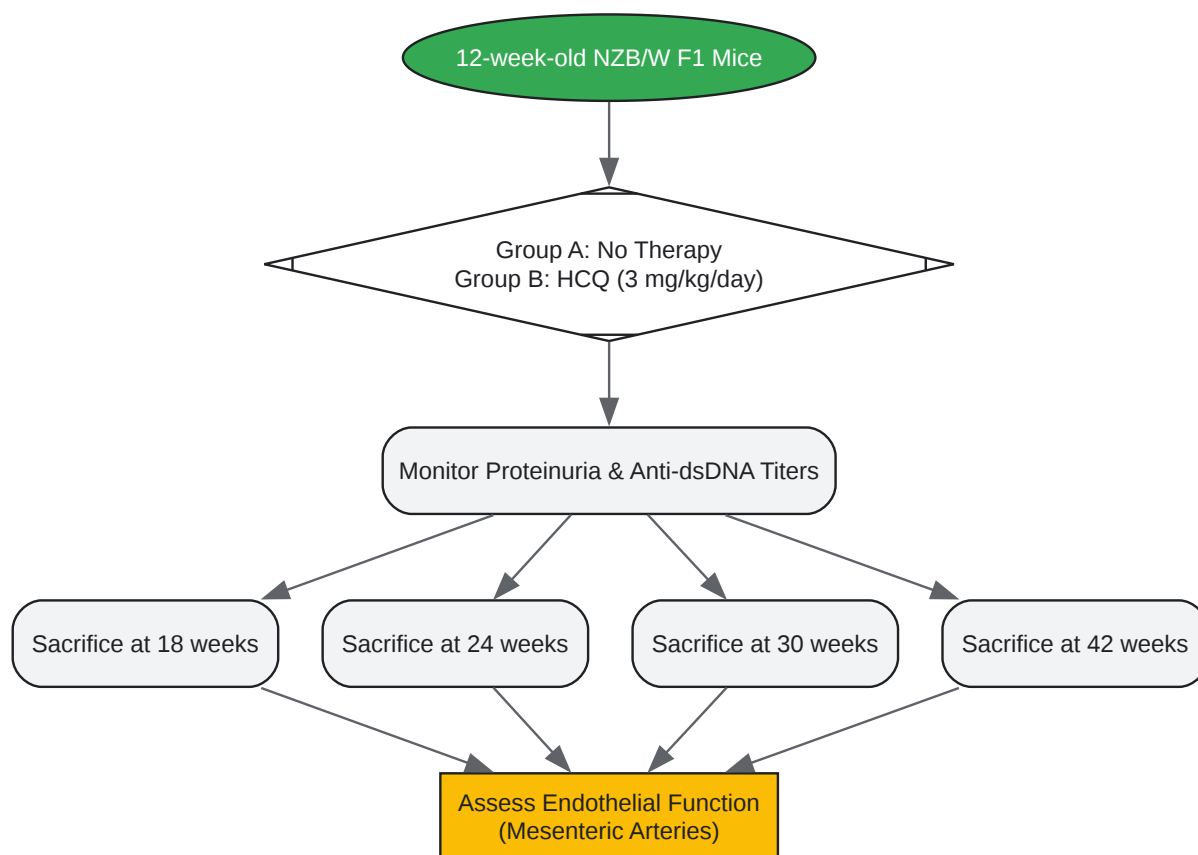 12-week-old NZB/W F1 Mice
Group A: No Therapy
Group B: HCQ (3 mg/kg/day)
Monitor Proteinuria & Anti-dsDNA Titers
Sacrifice at 18 weeks
Sacrifice at 24 weeks
Sacrifice at 30 weeks
Sacrifice at 42 weeks
Assess Endothelial Function
(Mesenteric Arteries)